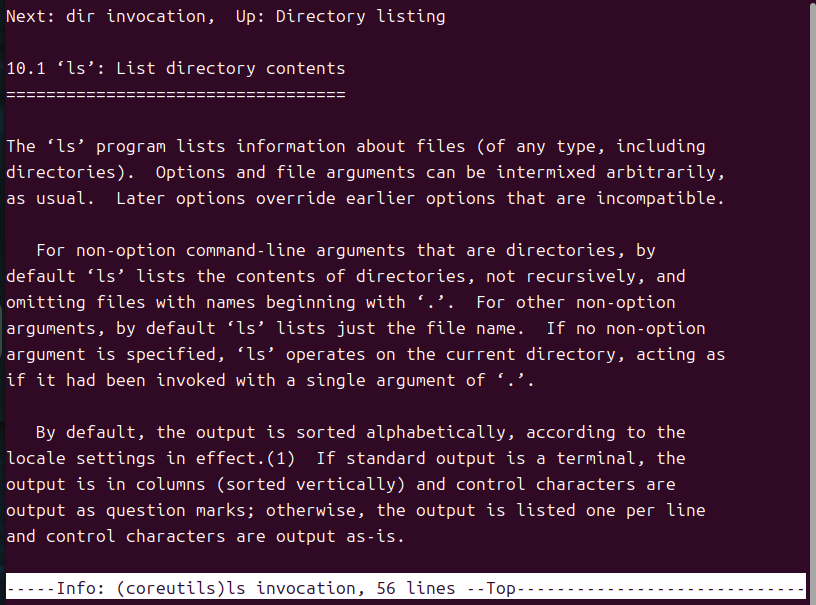 Next: dir invocation,  Up: Directory listing
10.1 ‘ls’: List directory contents
==================================
The ‘ls’ program lists information about files (of any type, including
directories).  Options and file arguments can be intermixed arbitrarily,
as usual.  Later options override earlier options that are incompatible.
   For non-option command-line arguments that are directories, by
default ‘ls’ lists the contents of directories, not recursively, and
omitting files with names beginning with ‘.’.  For other non-option
arguments, by default ‘ls’ lists just the file name.  If no non-option
argument is specified, ‘ls’ operates on the current directory, acting as
if it had been invoked with a single argument of ‘.’.
   By default, the output is sorted alphabetically, according to the
locale settings in effect.(1)  If standard output is a terminal, the
output is in columns (sorted vertically) and control characters are
output as question marks; otherwise, the output is listed one per line
and control characters are output as-is.
-----Info: (coreutils)ls invocation, 56 lines --Top-----------------------------